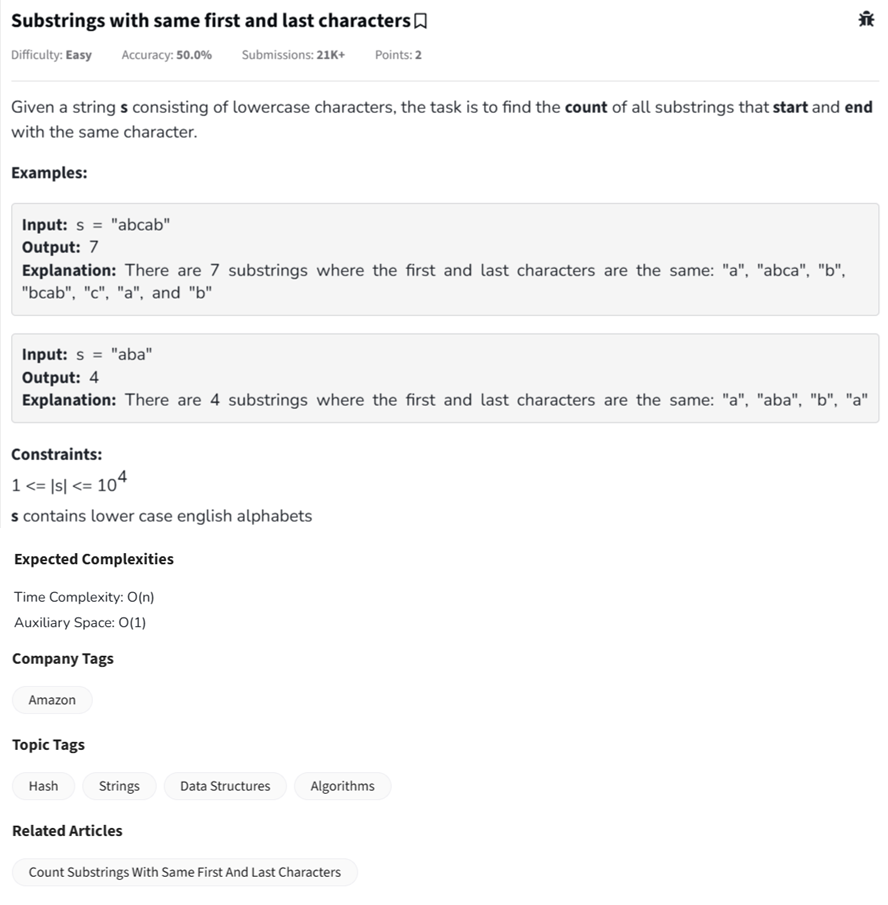 Substrings with same first and last characters
Difficulty: Easy Accuracy: 50.0% Submissions: 21K+ Points: 2
Given a string s consisting of lowercase characters, the task is to find the count of all substrings that start and end
with the same character.
Examples:
Input: s = "abcab"
Output: 7
Explanation: There are 7 substrings where the first and last characters are the same: "a", "abca", "b",
"bcab", "c", "a", and "b"
Input: s = "aba"
Output: 4
Explanation: There are 4 substrings where the first and last characters are the same: "a", "aba", "b", "a"
Constraints:
1 <= |s| <= 10^4
s contains lower case english alphabets
Expected Complexities
Time Complexity: O(n)
Auxiliary Space: O(1)
Company Tags
Amazon
Topic Tags
Hash Strings Data Structures Algorithms
Related Articles
Count Substrings With Same First And Last Characters